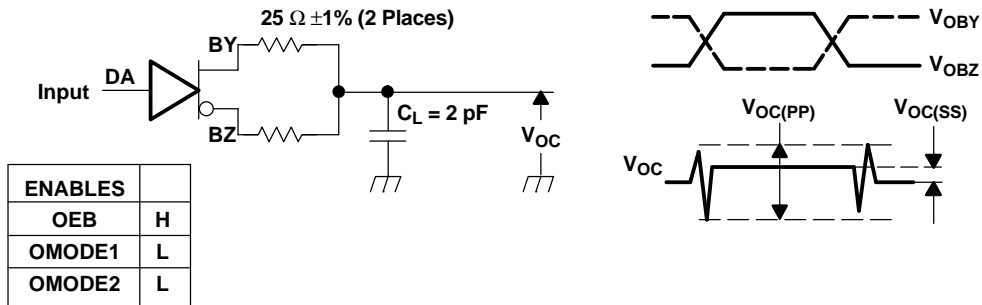 25 Ω ±1% (2 Places)
BY
Input
DA
BZ
C_L = 2 pF
V_OC
ENABLES
OEB H
OMODE1 L
OMODE2 L
V_OBY
V_OBZ
V_OC(PP)
V_OC(SS)
V_OC